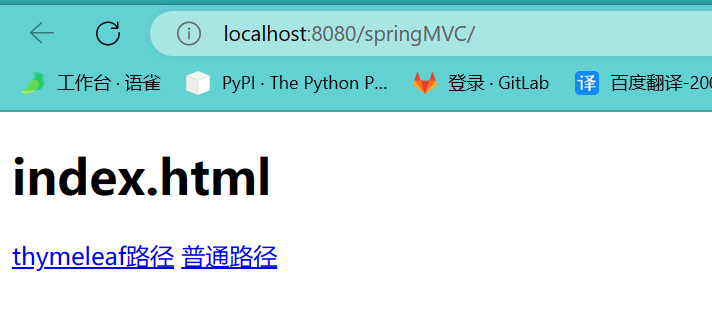 localhost:8080/springMVC/
工作台 · 语雀 PyPI · The Python P... 登录 · GitLab 译 百度翻译-200
index.html
thymeleaf路径 普通路径